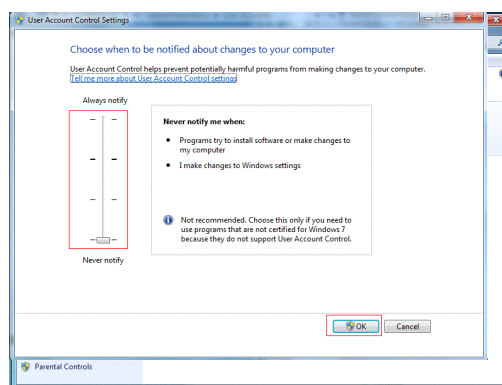 User Account Control Settings
Choose when to be notified about changes to your computer
User Account Control helps prevent potentially harmful programs from making changes to your computer.
Tell me more about User Account Control settings
Always notify
Never notify me when:
Programs try to install software or make changes to
my computer
I make changes to Windows settings
Not recommended. Choose this only if you need to
use programs that are not certified for Windows 7
because they do not support User Account Control.
Never notify
OK
Cancel
Parental Controls